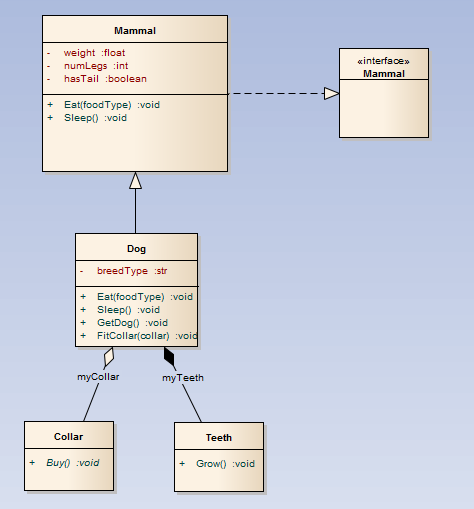 Mammal
- weight :float
- numLegs :int
- hasTail :boolean
+ Eat(foodType) :void
+ Sleep() :void
«interface»
Mammal
Dog
- breedType :str
+ Eat(foodType) :void
+ Sleep() :void
+ GetDog() :void
+ FitCollar(collar) :void
myCollar
myTeeth
Collar
+ Buy() :void
Teeth
+ Grow() :void